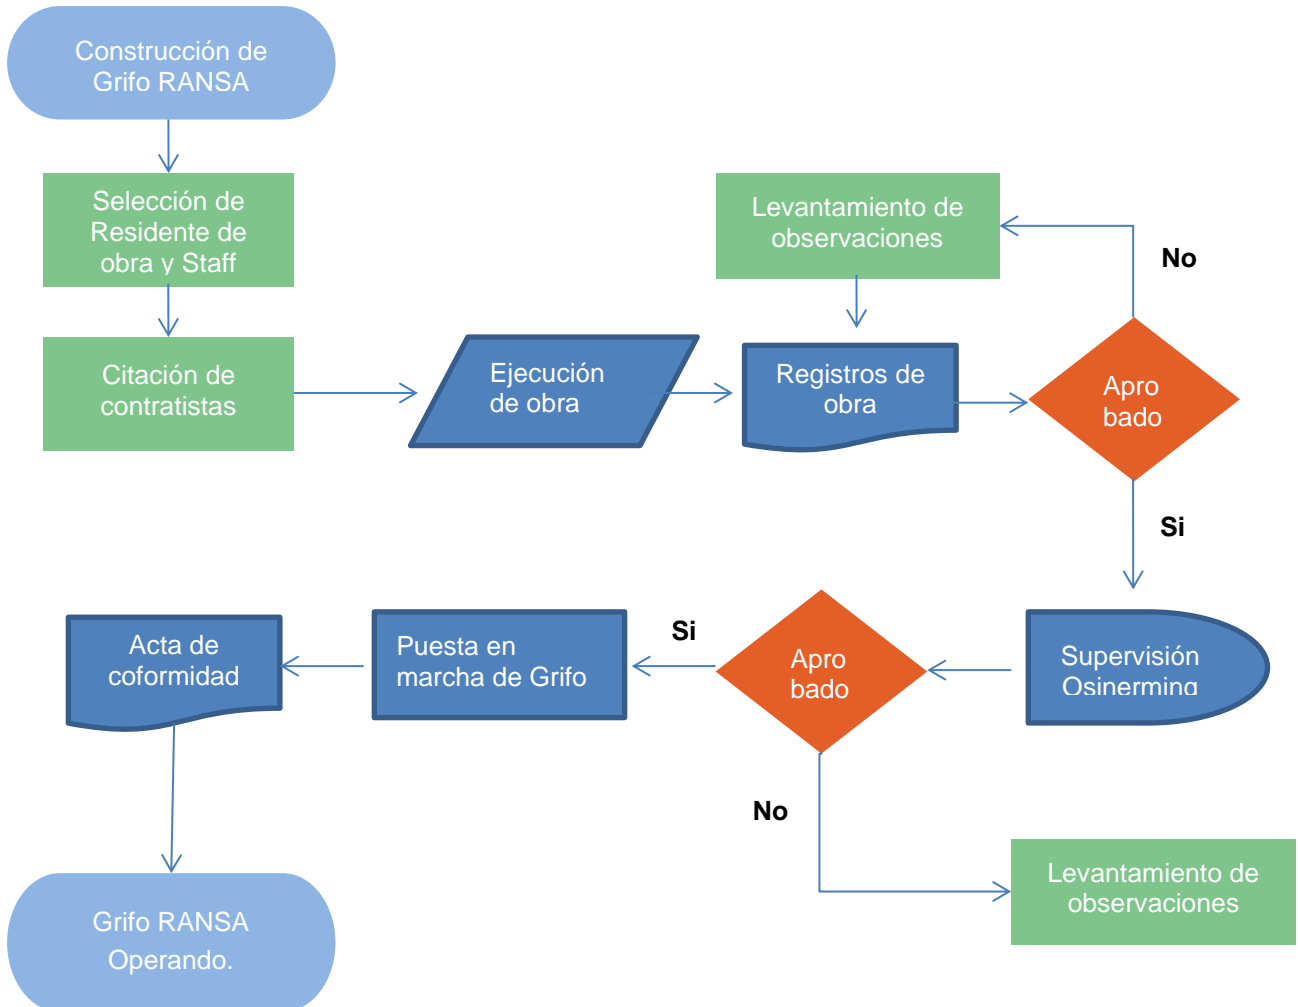 Construcción de
Grifo RANSA
Selección de
Residente de
obra y Staff
Citación de
contratistas
Ejecución
de obra
Levantamiento de
observaciones
Registros de
obra
No
Apro
bado
Si
Supervisión
Osinerming
Apro
bado
Si
Puesta en
marcha de Grifo
Acta de
coformidad
No
Levantamiento de
observaciones
Grifo RANSA
Operando.